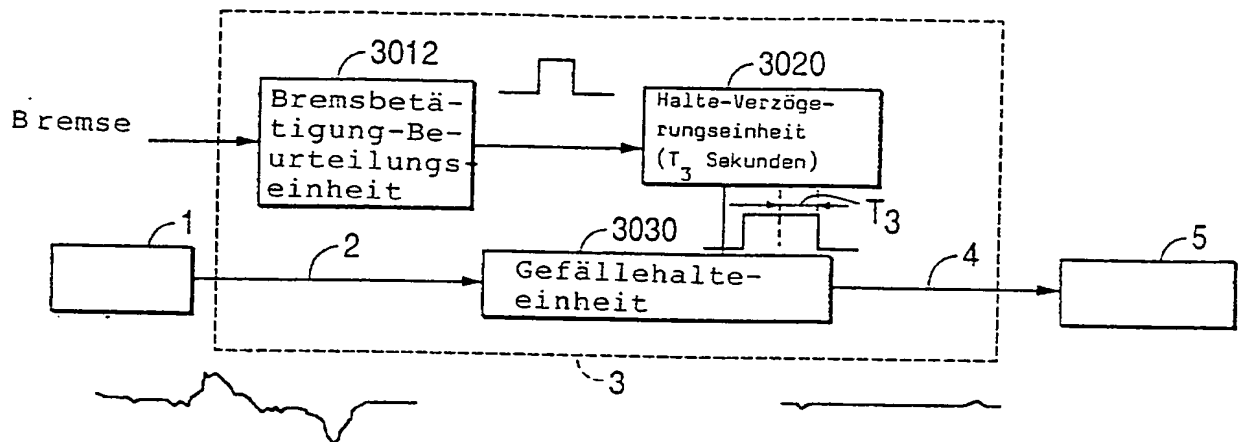 3012
3020
Bremse
Bremsbetä-
tigung-Be-
urteilungs-
einheit
Halte-Verzöge-
rungseinheit
(T3 Sakunden)
T3
1
2
3030
Gefällehalte-
einheit
4
5
3